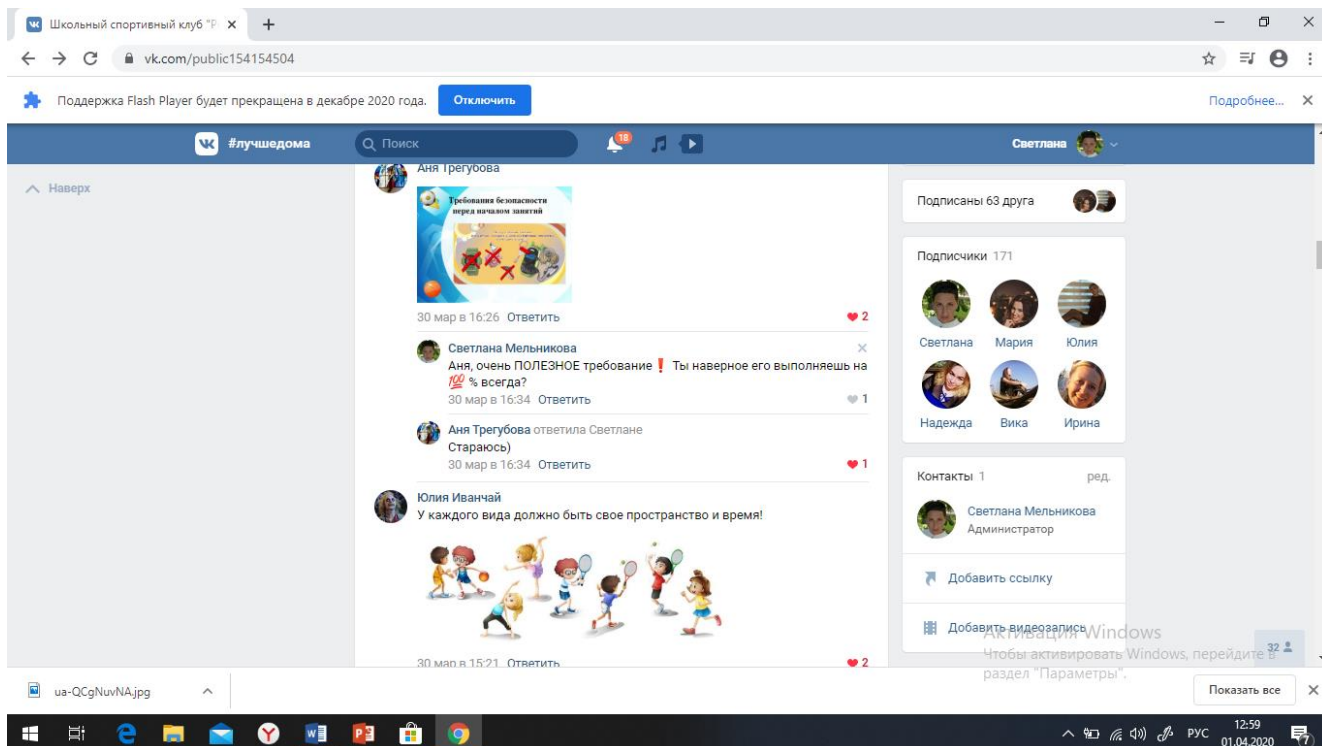 Школьный спортивный клуб "Р
vk.com/public154154504
Поддержка Flash Player будет прекращена в декабре 2020 года.
Отключить
Подробнее...
#лучшедома
Поиск
18
Светлана
Наверх
Аня Трегубова
Требования безопасности
перед началом занятий
30 мар в 16:26 Ответить
2
Светлана Мельникова
Аня, очень ПОЛЕЗНОЕ требование❗ Ты наверное его выполняешь на
💯 % всегда?
30 мар в 16:34 Ответить
1
Аня Трегубова ответила Светлане
Стараюсь)
30 мар в 16:34 Ответить
1
Юлия Иванчай
У каждого вида должно быть свое пространство и время!
30 мар в 15:21 Ответить
2
Подписаны 63 друга
Подписчики 171
Светлана Мария Юлия
Надежда Вика Ирина
Контакты 1 ред.
Светлана Мельникова
Администратор
Добавить ссылку
Добавить видеозапись
Активация Windows
Чтобы активировать Windows, перейдите в
раздел "Параметры".
32
ua-QCgNuvNA.jpg
Показать все
РУС
12:59
01.04.2020
7